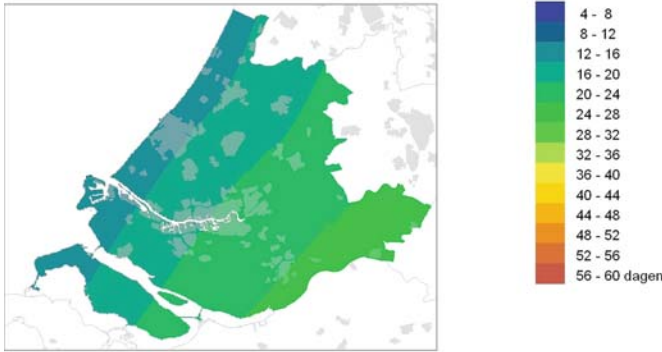 4 - 8
8 - 12
12 - 16
16 - 20
20 - 24
24 - 28
28 - 32
32 - 36
36 - 40
40 - 44
44 - 48
48 - 52
52 - 56
56 - 60 dagen